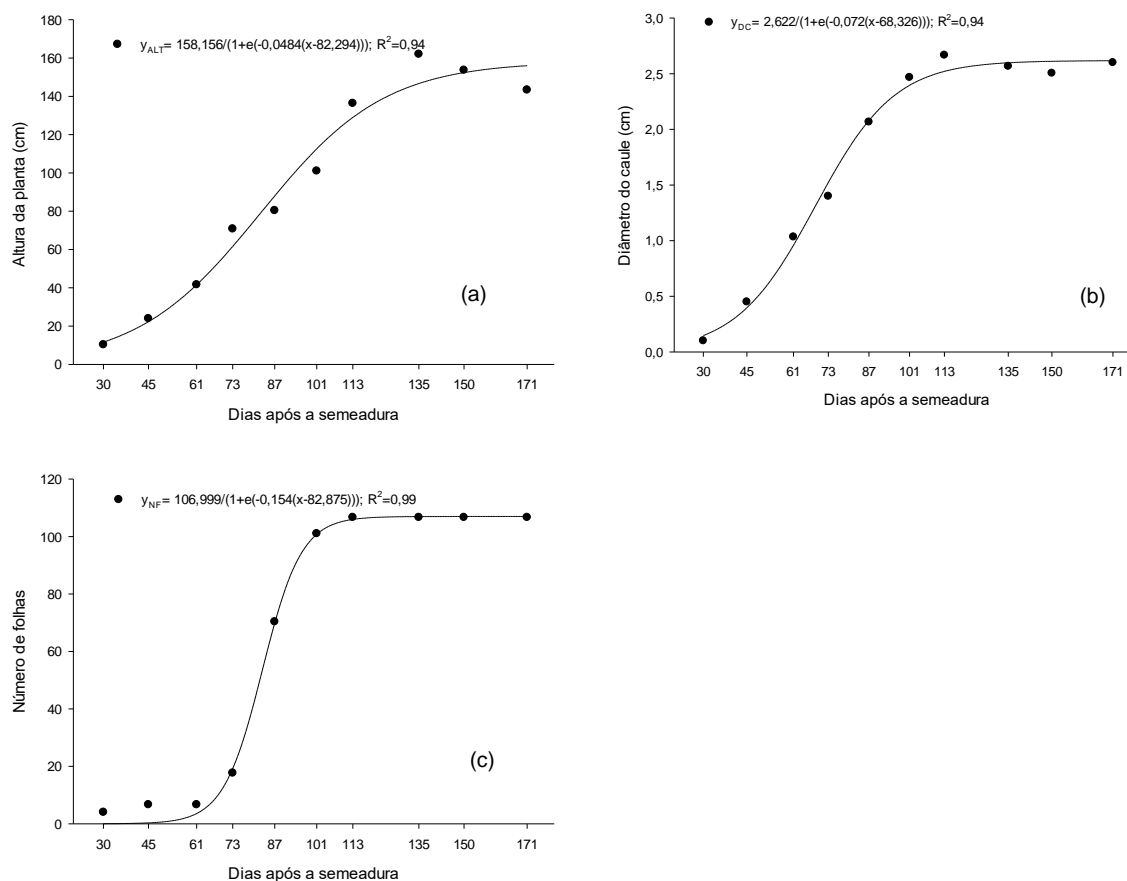 y_ALT= 158,156/(1+e(-0,0484(x-82,294))); R²=0,94
Altura da planta (cm)
180
160
140
120
100
80
60
40
20
0
(a)
30 45 61 73 87 101 113 135 150 171
Dias após a semeadura
y_DC= 2,622/(1+e(-0,072(x-68,326))); R²=0,94
Diâmetro do caule (cm)
3,0
2,5
2,0
1,5
1,0
0,5
0,0
(b)
30 45 61 73 87 101 113 135 150 171
Dias após a semeadura
y_NF= 106,999/(1+e(-0,154(x-82,875))); R²=0,99
Número de folhas
120
100
80
60
40
20
0
(c)
30 45 61 73 87 101 113 135 150 171
Dias após a semeadura